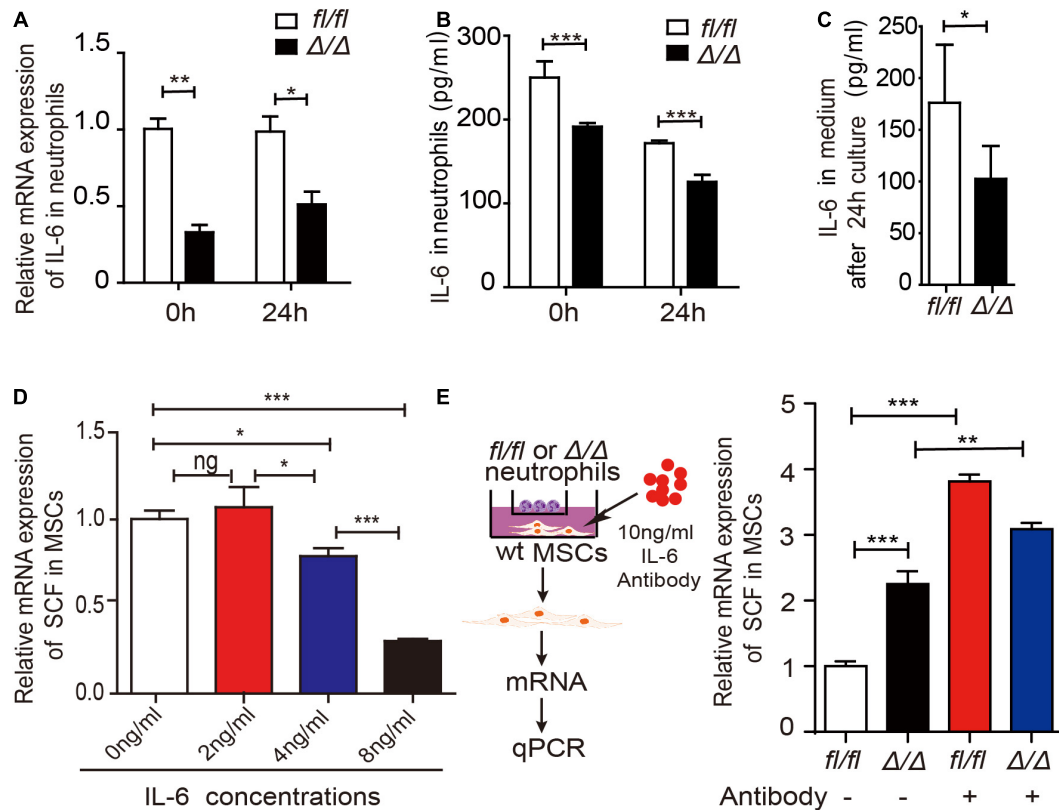 A
fl/fl
Δ/Δ
Relative mRNA expression
of IL-6 in neutrophils
1.5
1.0
0.5
0
**
*
0h
24h
B
fl/fl
Δ/Δ
IL-6 in neutrophils (pg/ml)
300
200
100
0
***
***
0h
24h
C
IL-6 in medium
after 24h culture (pg/ml)
250
200
150
100
50
0
*
fl/fl Δ/Δ
D
Relative mRNA expression
of SCF in MSCs
1.5
1.0
0.5
0.0
***
*
ng
*
***
0ng/ml
2ng/ml
4ng/ml
8ng/ml
IL-6 concentrations
E
fl/fl or Δ/Δ
neutrophils
wt MSCs
10ng/ml
IL-6
Antibody
mRNA
qPCR
Relative mRNA expression
of SCF in MSCs
5
4
3
2
1
0
***
**
***
fl/fl Δ/Δ fl/fl Δ/Δ
Antibody - - + +